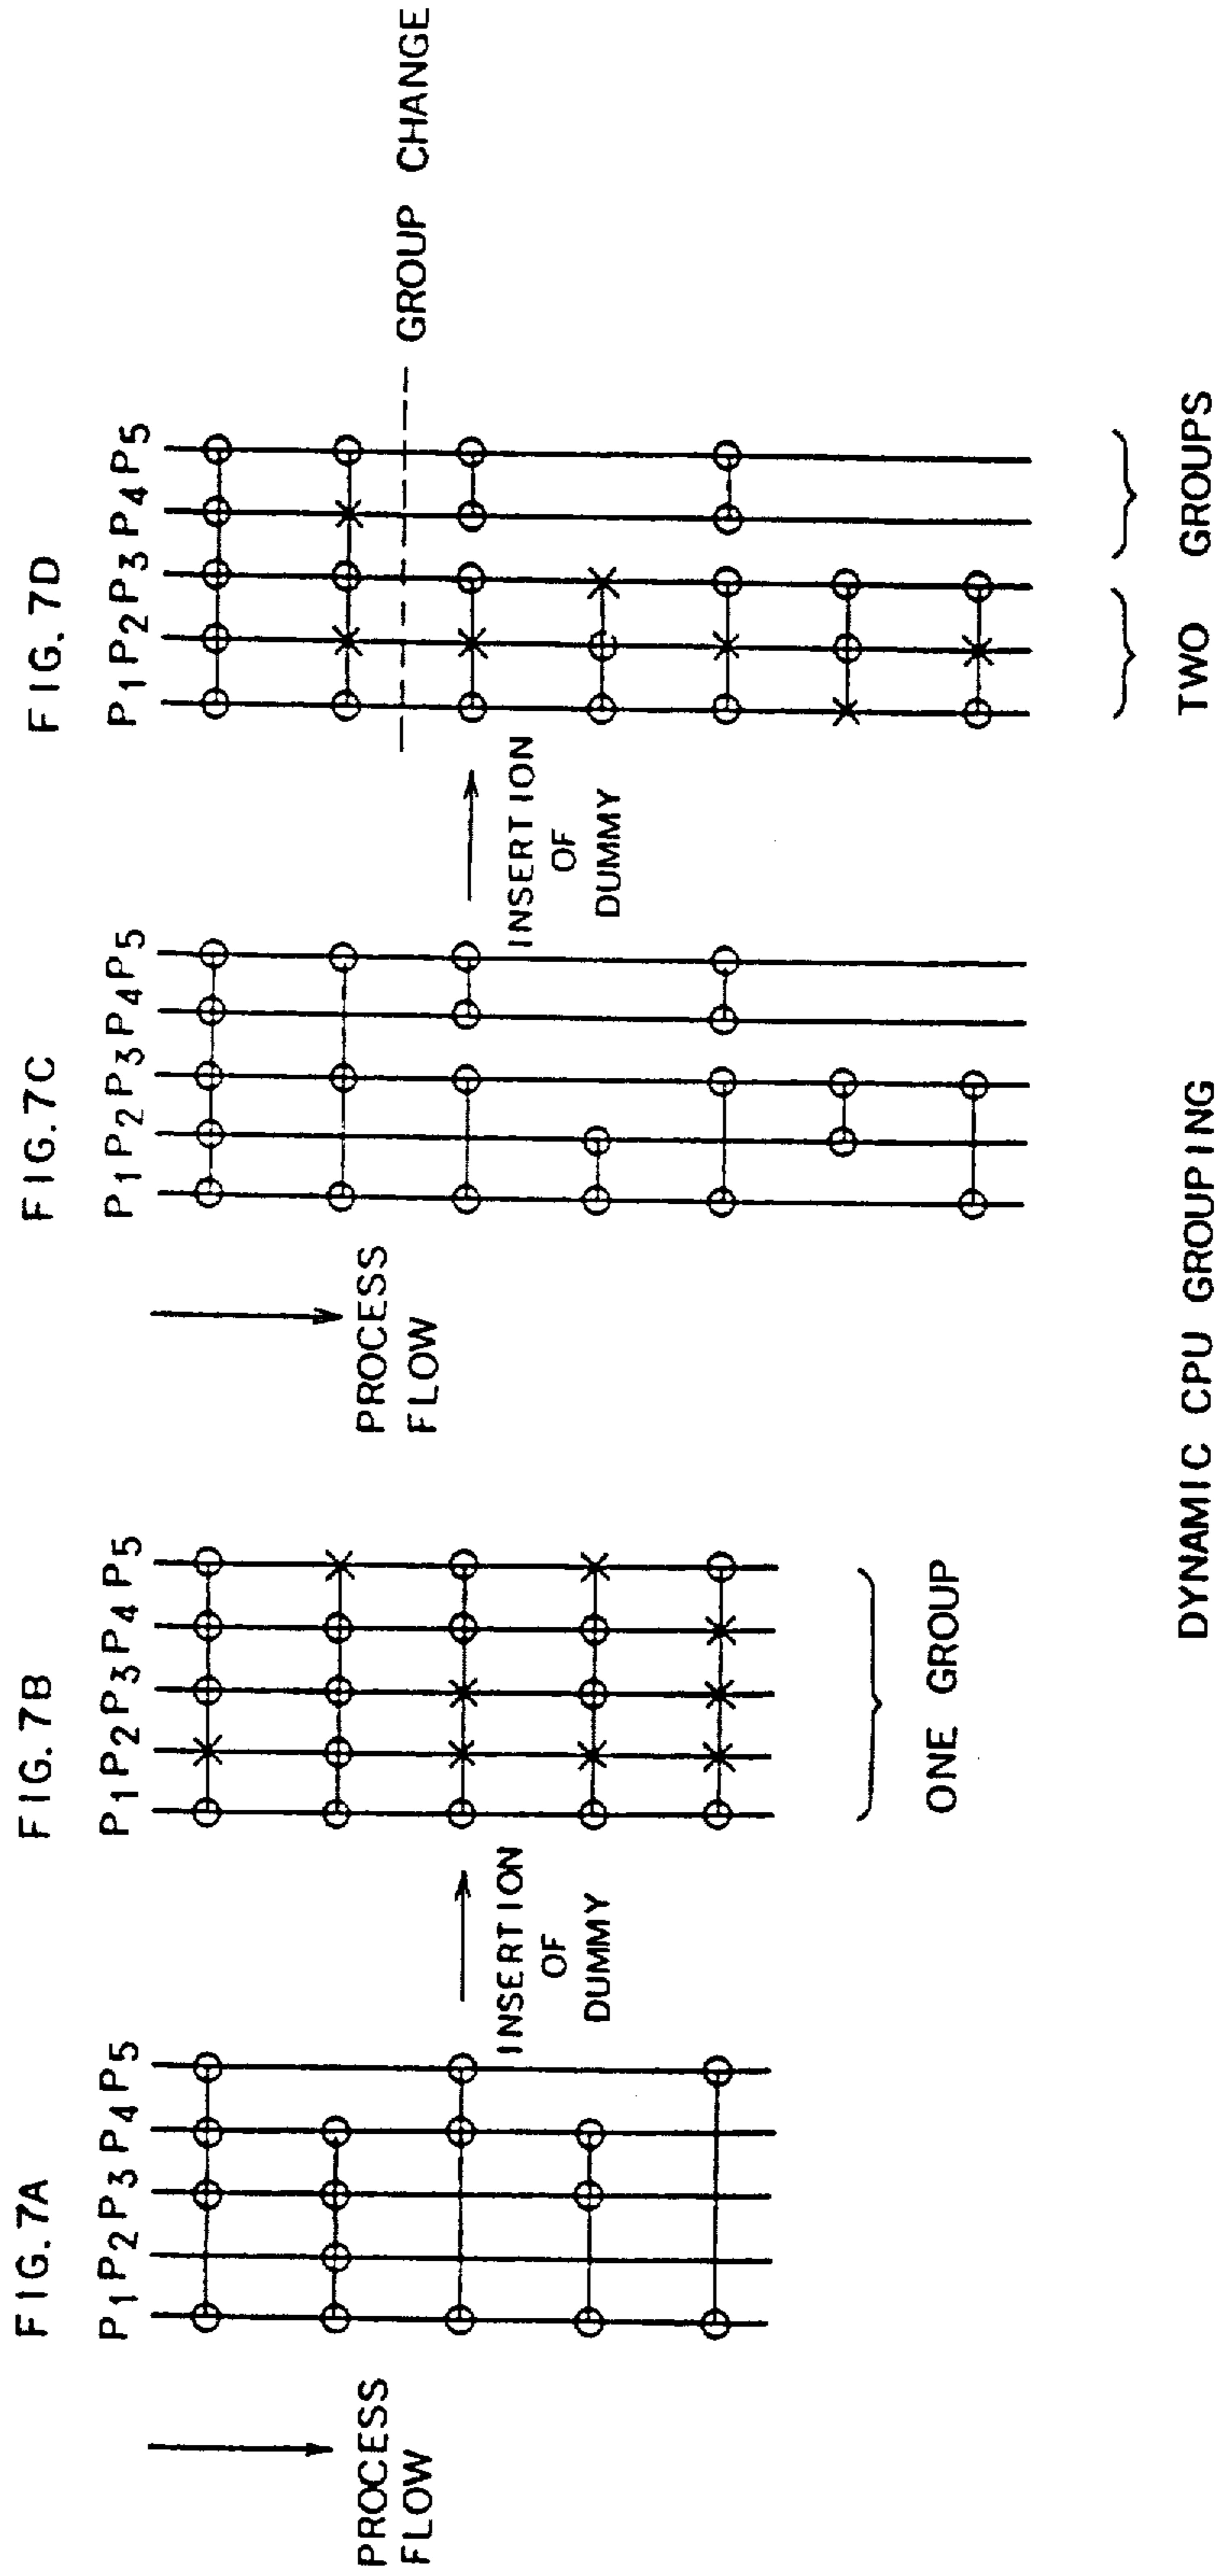 FIG. 7A
P1 P2 P3 P4 P5
PROCESS
FLOW
INSERTION
OF
DUMMY
FIG. 7B
P1 P2 P3 P4 P5
ONE GROUP
FIG. 7C
P1 P2 P3 P4 P5
PROCESS
FLOW
INSERTION
OF
DUMMY
FIG. 7D
P1 P2 P3 P4 P5
GROUP CHANGE
TWO GROUPS
DYNAMIC CPU GROUPING